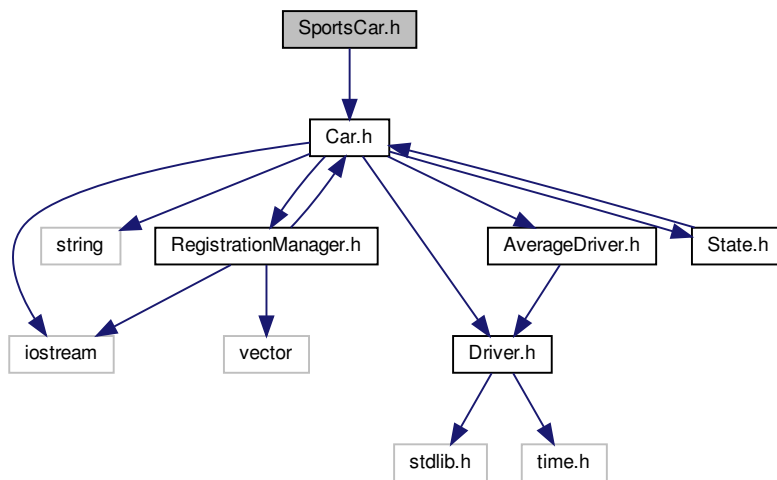 SportsCar.h
Car.h
string
RegistrationManager.h
AverageDriver.h
State.h
iostream
vector
Driver.h
stdlib.h
time.h